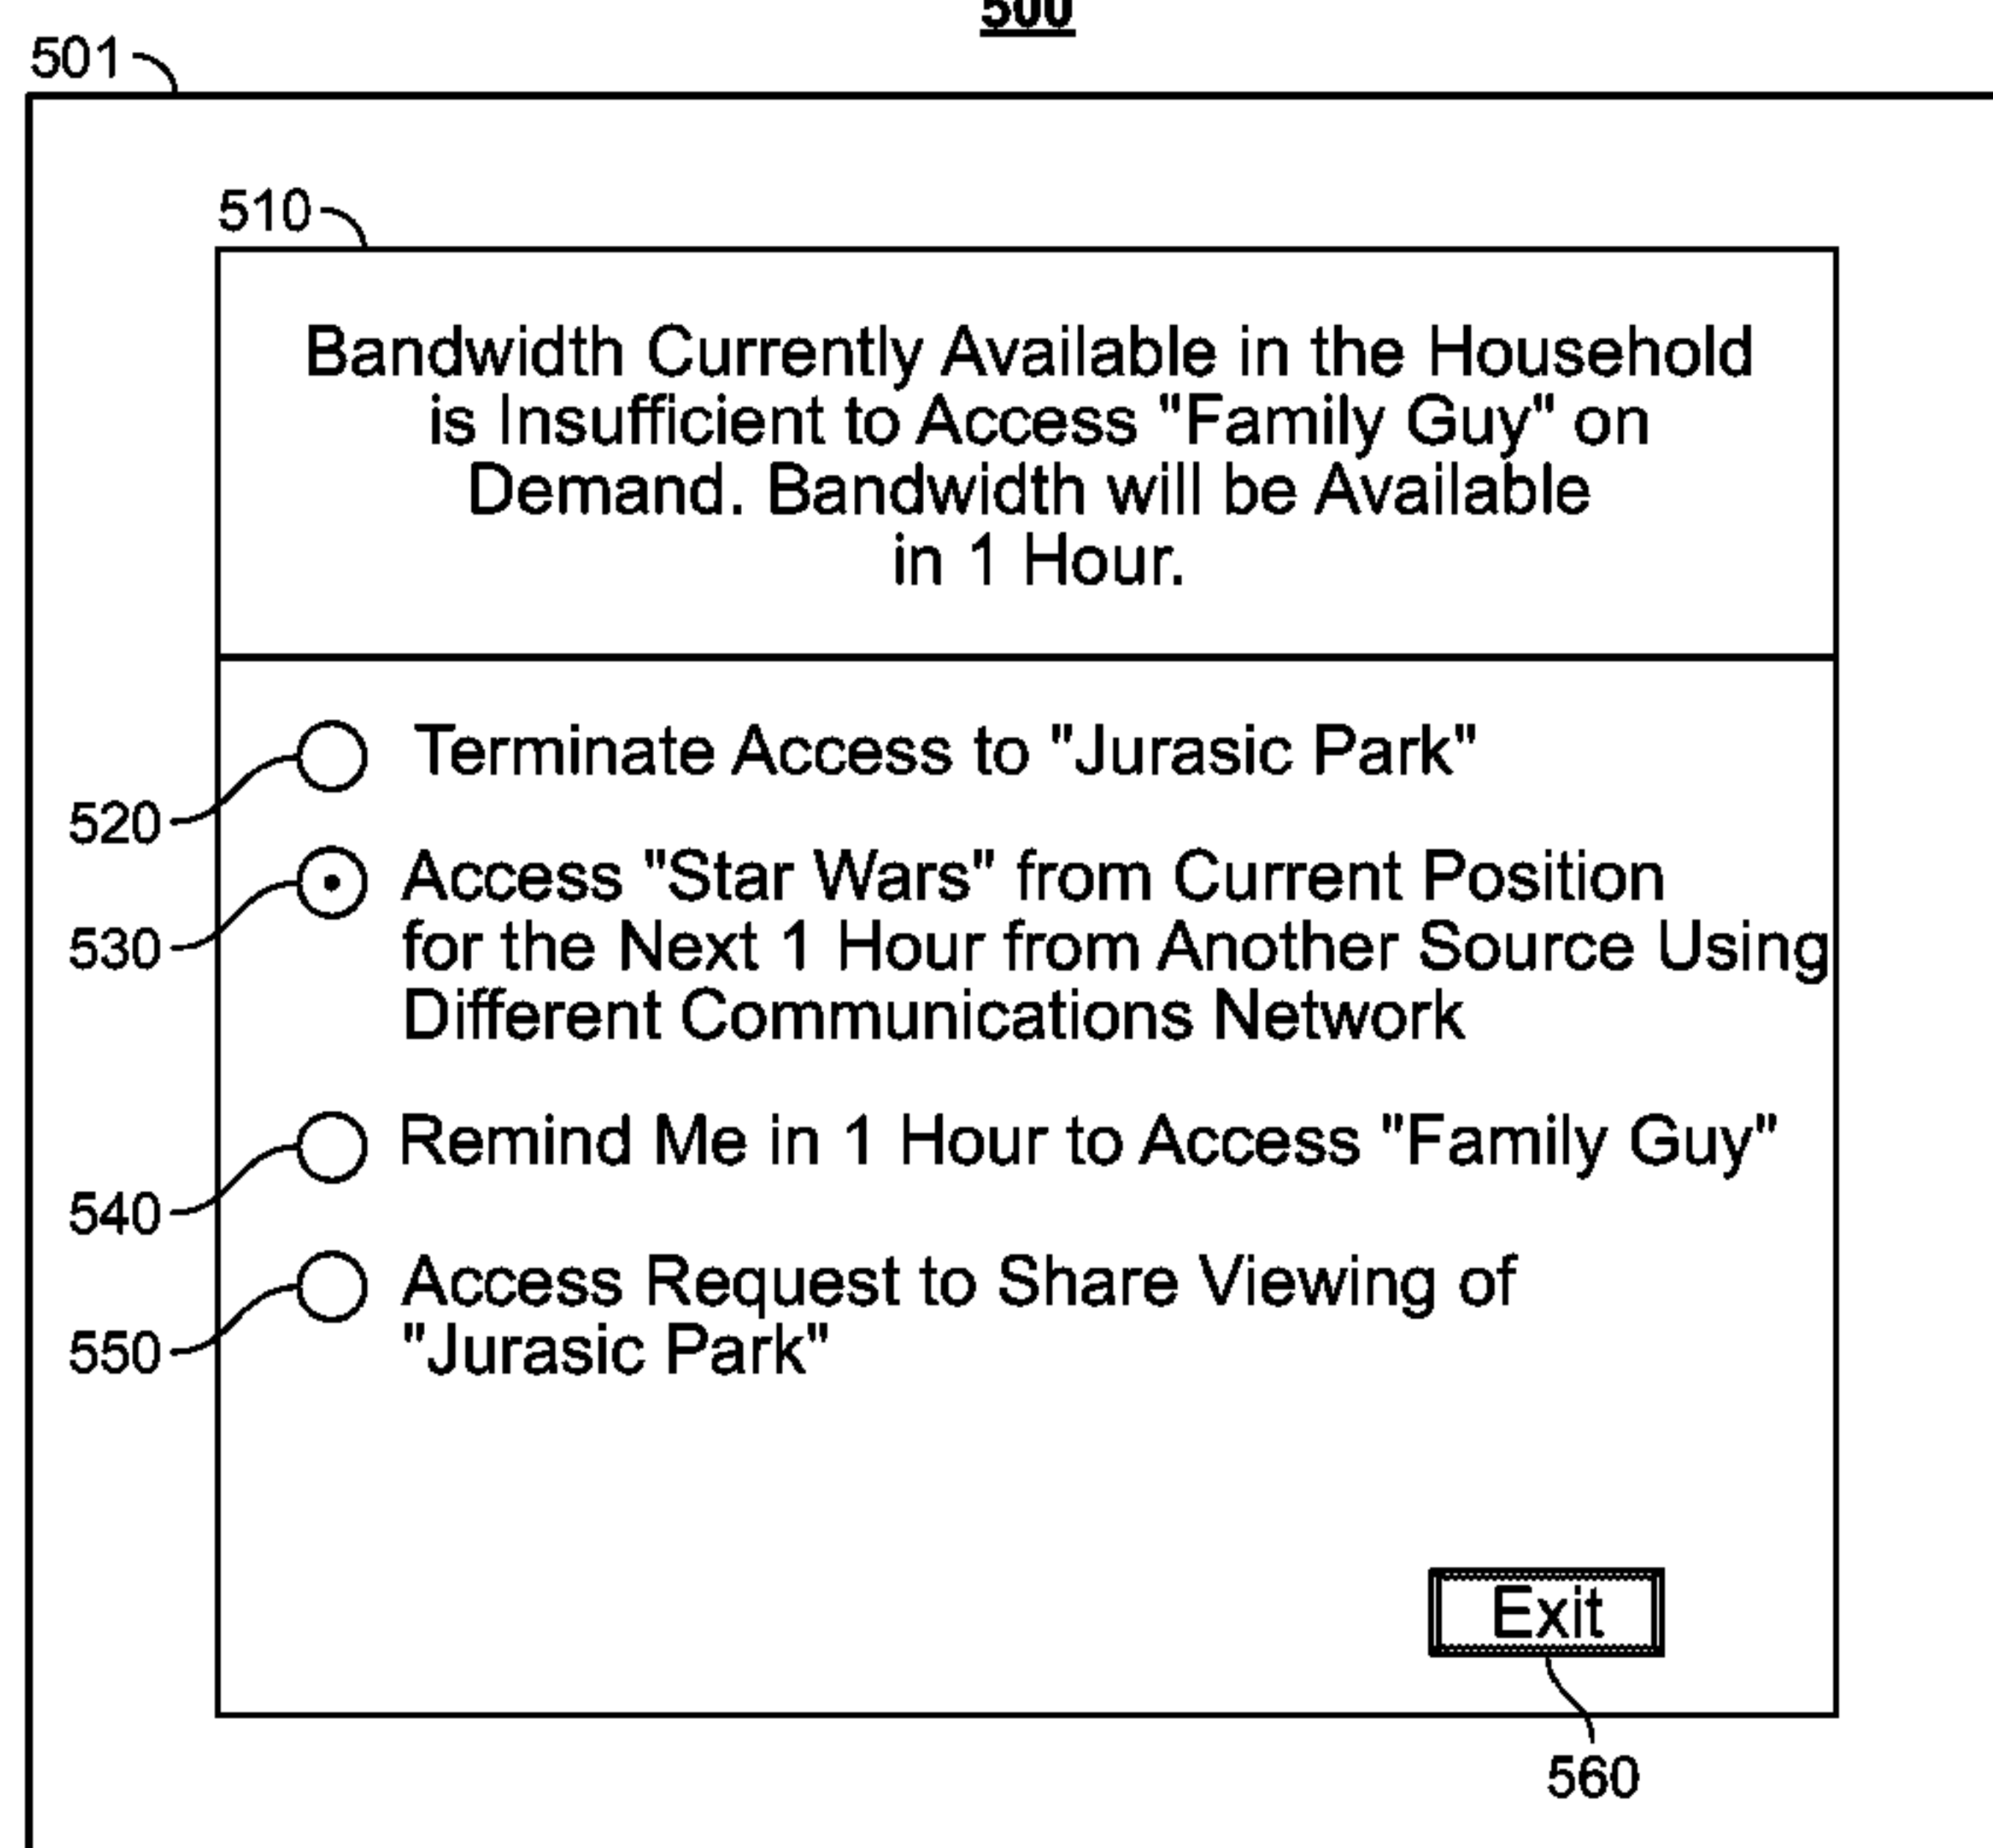 500
501
510
Bandwidth Currently Available in the Household
is Insufficient to Access "Family Guy" on
Demand. Bandwidth will be Available
in 1 Hour.
Terminate Access to "Jurasic Park"
520
Access "Star Wars" from Current Position
for the Next 1 Hour from Another Source Using
Different Communications Network
530
Remind Me in 1 Hour to Access "Family Guy"
540
Access Request to Share Viewing of
"Jurasic Park"
550
Exit
560